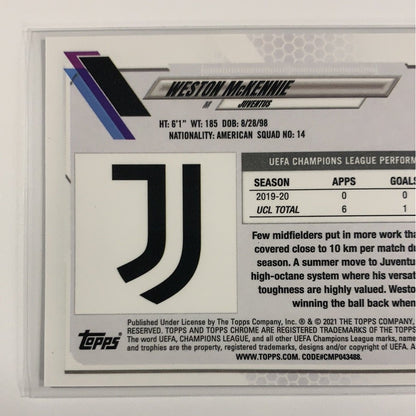 WESTON McKENNIE
M JUVENTUS
HT: 6'1" WT: 185 DOB: 8/28/98
NATIONALITY: AMERICAN SQUAD NO: 14
UEFA CHAMPIONS LEAGUE PERFORM
SEASON APPS GOALS
2019-20 0 0
UCL TOTAL 6 1
Few midfielders put in more work tha
covered close to 10 km per match du
season. A summer move to Juventu
high-octane system where his versat
toughness are highly valued. Westo
winning the ball back when
TOPPS
Published Under License by The Topps Company, Inc. ® & © 2021 THE TOPPS COMPANY,
RESERVED. TOPPS AND TOPPS CHROME ARE REGISTERED TRADEMARKS OF THE TOPPS
The word UEFA, CHAMPIONS LEAGUE, and all other UEFA Champions League marks, nam
and trophies are the property, registered trademarks, designs and/or copyright of UEFA. A
WWW.TOPPS.COM. CODE#CMP043488.